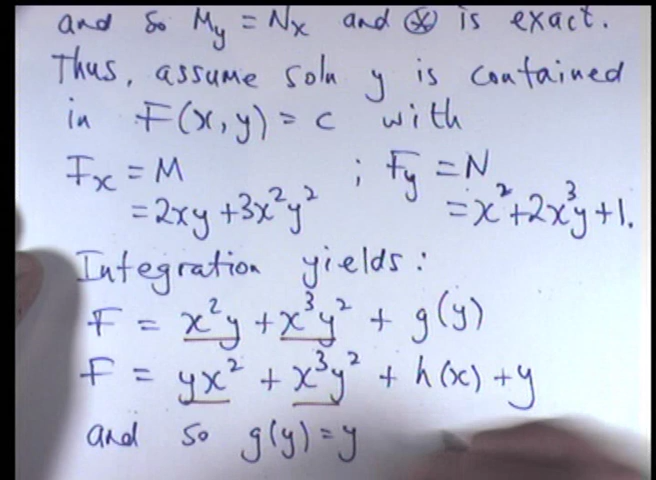 and so My = Nx and ⊛ is exact.
Thus, assume soln y is contained
in F(x,y) = c with
Fx = M ; Fy = N
= 2xy + 3x²y² = x² + 2x³y + 1.
Integration yields:
F = x²y + x³y² + g(y)
F = yx² + x³y² + h(x) + y
and so g(y) = y